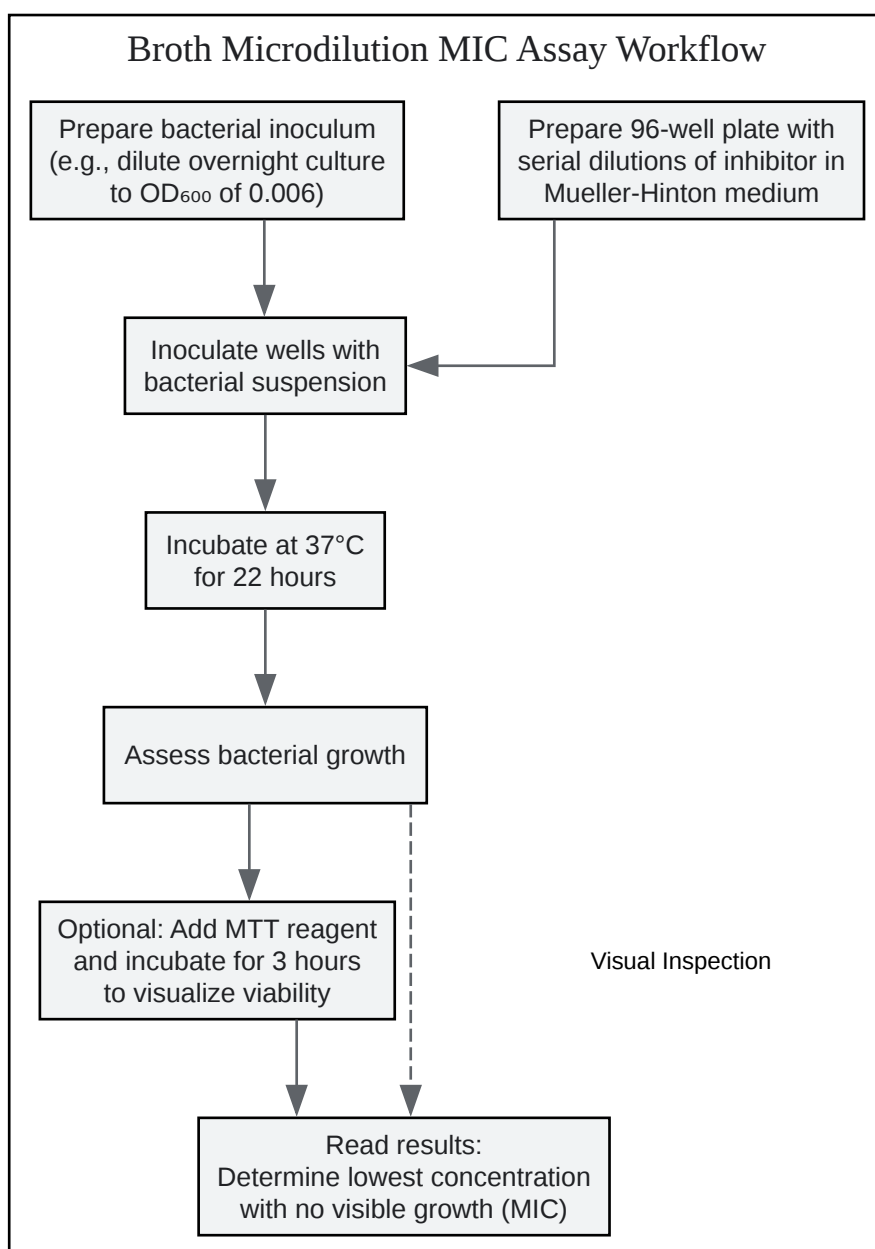 Broth Microdilution MIC Assay Workflow
Prepare bacterial inoculum
(e.g., dilute overnight culture
to OD₆₀₀ of 0.006)
Prepare 96-well plate with
serial dilutions of inhibitor in
Mueller-Hinton medium
Inoculate wells with
bacterial suspension
Incubate at 37°C
for 22 hours
Assess bacterial growth
Optional: Add MTT reagent
and incubate for 3 hours
to visualize viability
Visual Inspection
Read results:
Determine lowest concentration
with no visible growth (MIC)